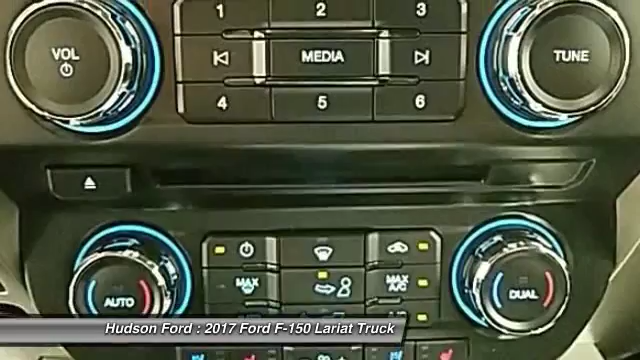 1 2 3
VOL MEDIA TUNE
4 5 6
MAX MAX A/C
AUTO DUAL
Hudson Ford : 2017 Ford F-150 Lariat Truck